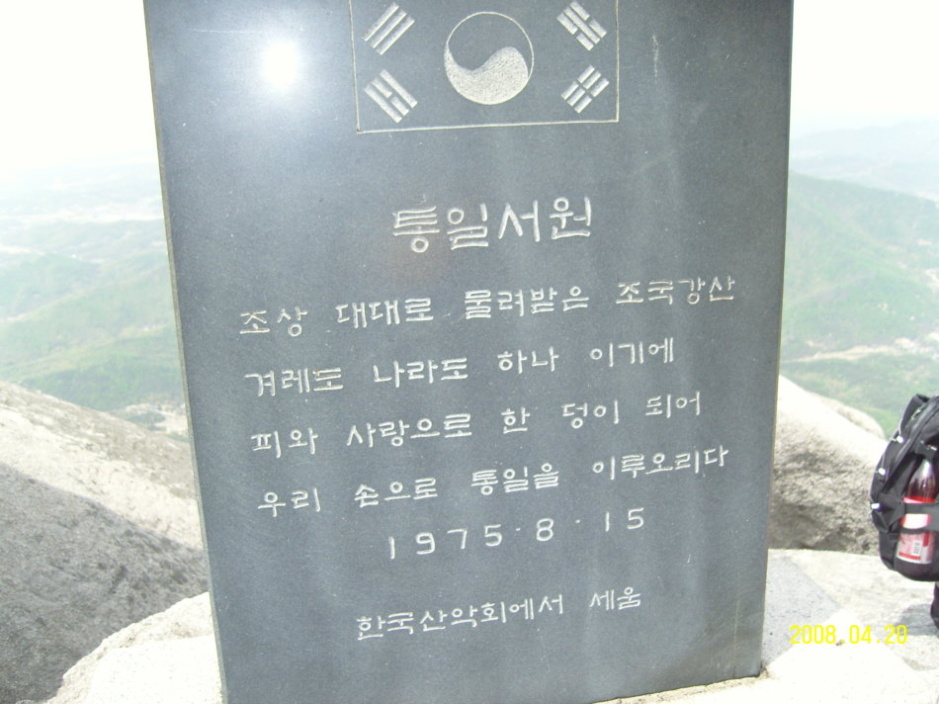 통일서원
조상 대대로 물려받은 조국강산
겨레도 나라도 하나 이기에
피와 사랑으로 한 덩이 되어
우리 손으로 통일을 이루오리다
1975·8·15
한국산악회에서 세움
2008.04.20